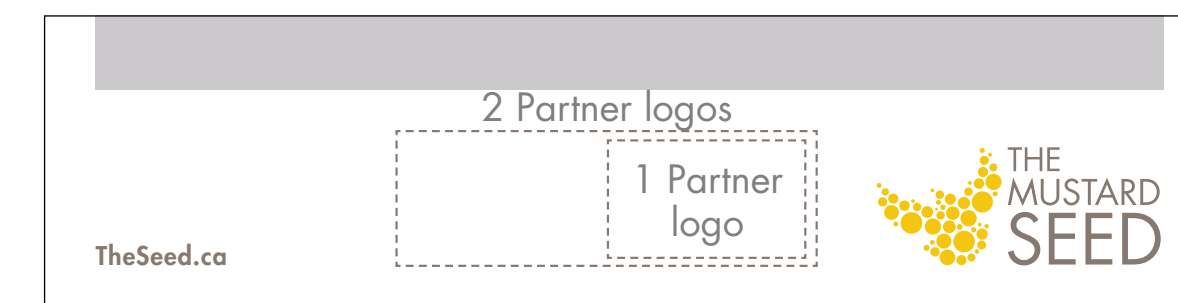 2 Partner logos
1 Partner
logo
TheSeed.ca
THE
MUSTARD
SEED